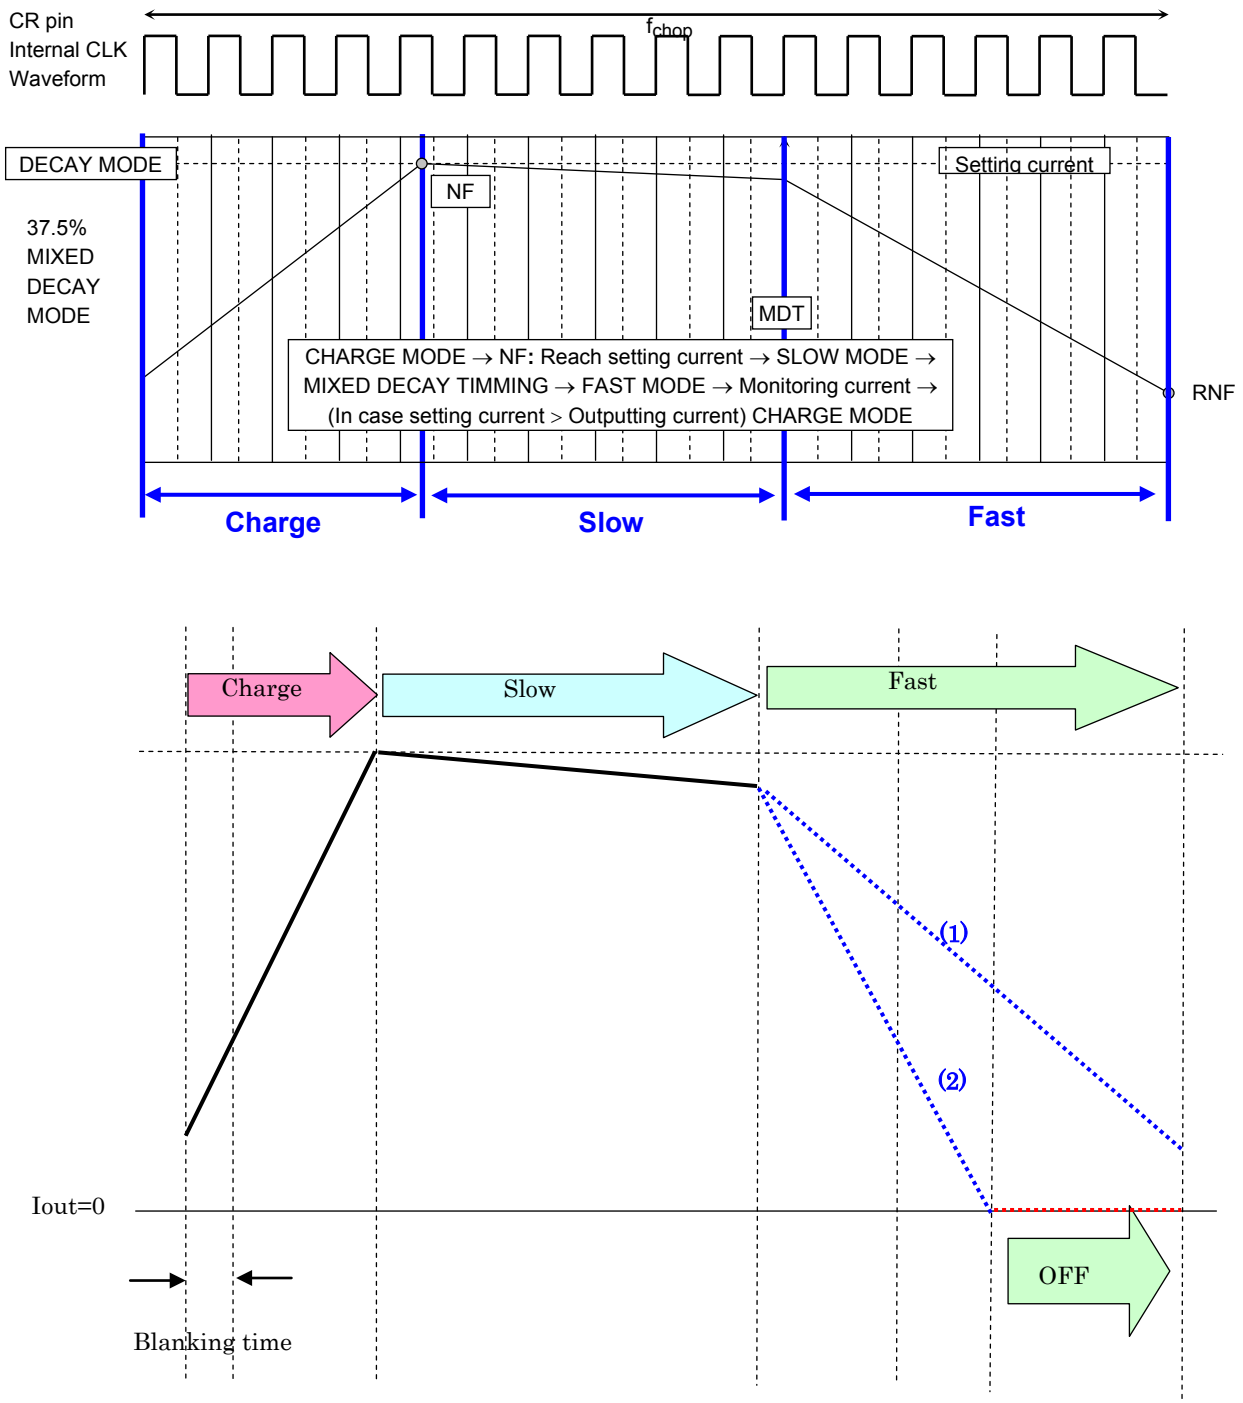 CR pin
Internal CLK
Waveform
fchop
DECAY MODE
Setting current
NF
37.5%
MIXED
DECAY
MODE
MDT
CHARGE MODE → NF: Reach setting current → SLOW MODE →
MIXED DECAY TIMMING → FAST MODE → Monitoring current →
(In case setting current > Outputting current) CHARGE MODE
RNF
Charge
Slow
Fast
Charge
Slow
Fast
(1)
(2)
Iout=0
OFF
Blanking time